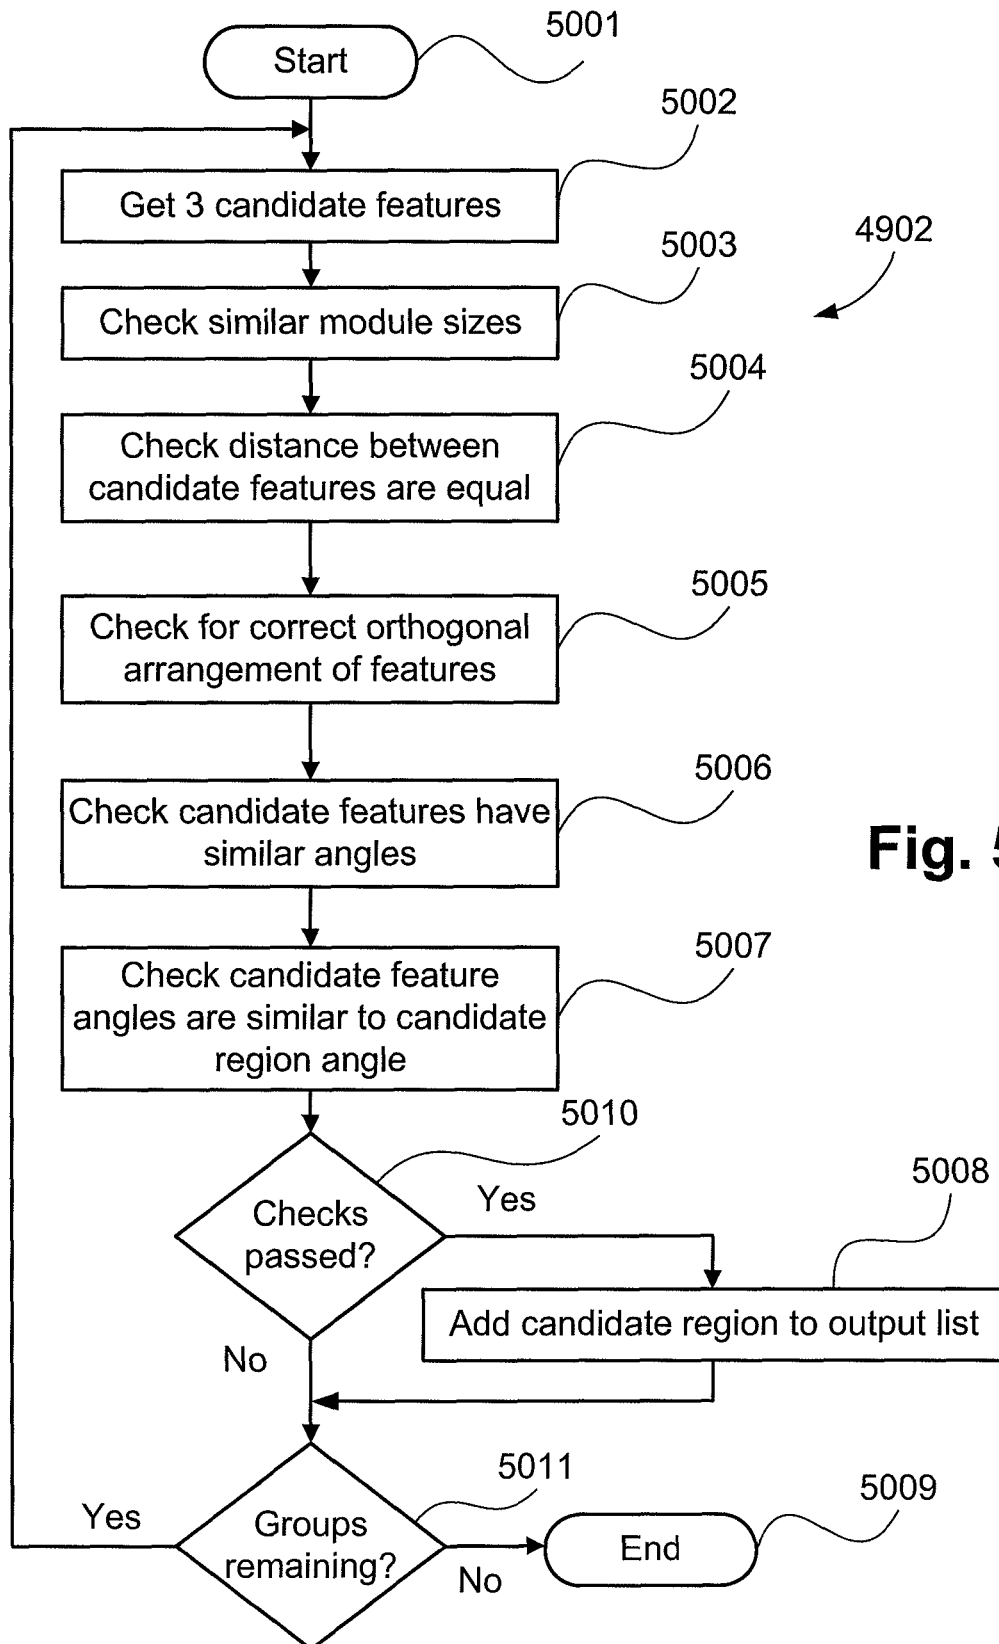 5001
Start
5002
Get 3 candidate features
4902
5003
Check similar module sizes
5004
Check distance between
candidate features are equal
5005
Check for correct orthogonal
arrangement of features
5006
Check candidate features have
similar angles
Fig. 5
5007
Check candidate feature
angles are similar to candidate
region angle
5010
Checks
passed?
Yes
5008
Add candidate region to output list
No
5011
Groups
remaining?
Yes
No
5009
End